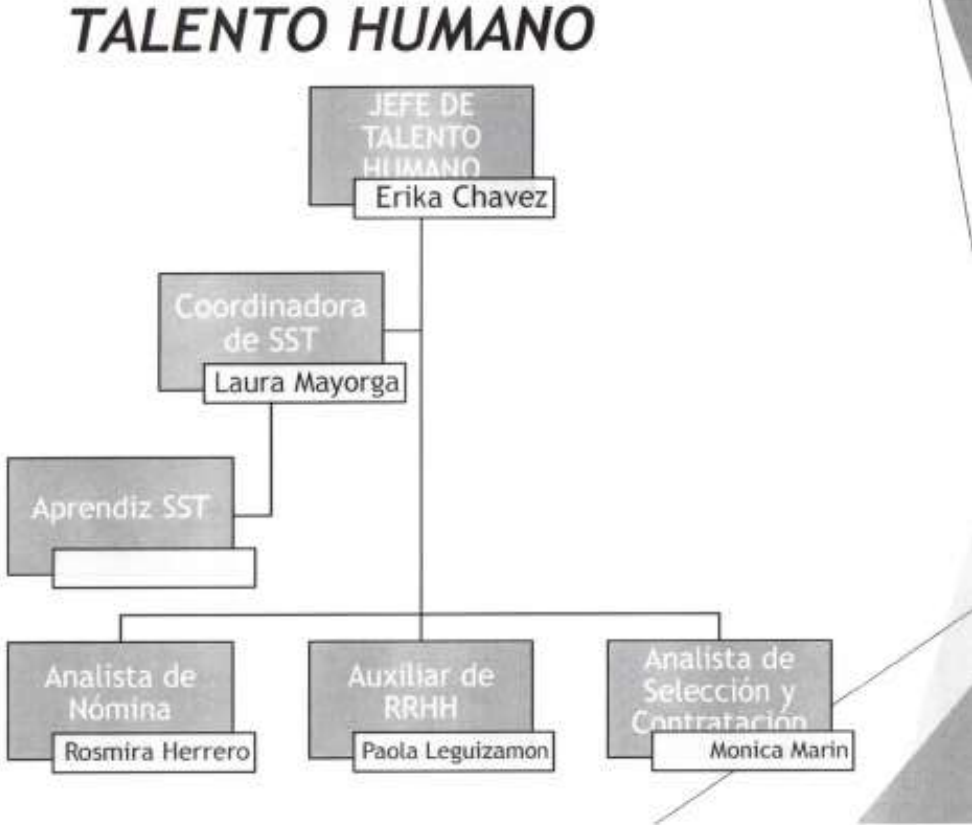 TALENTO HUMANO
JEFE DE
TALENTO
HUMANO
Erika Chavez
Coordinadora
de SST
Laura Mayorga
Aprendiz SST
Analista de
Nómina
Rosmira Herrero
Auxiliar de
RRHH
Paola Leguizamon
Analista de
Selección y
Contratación
Monica Marin